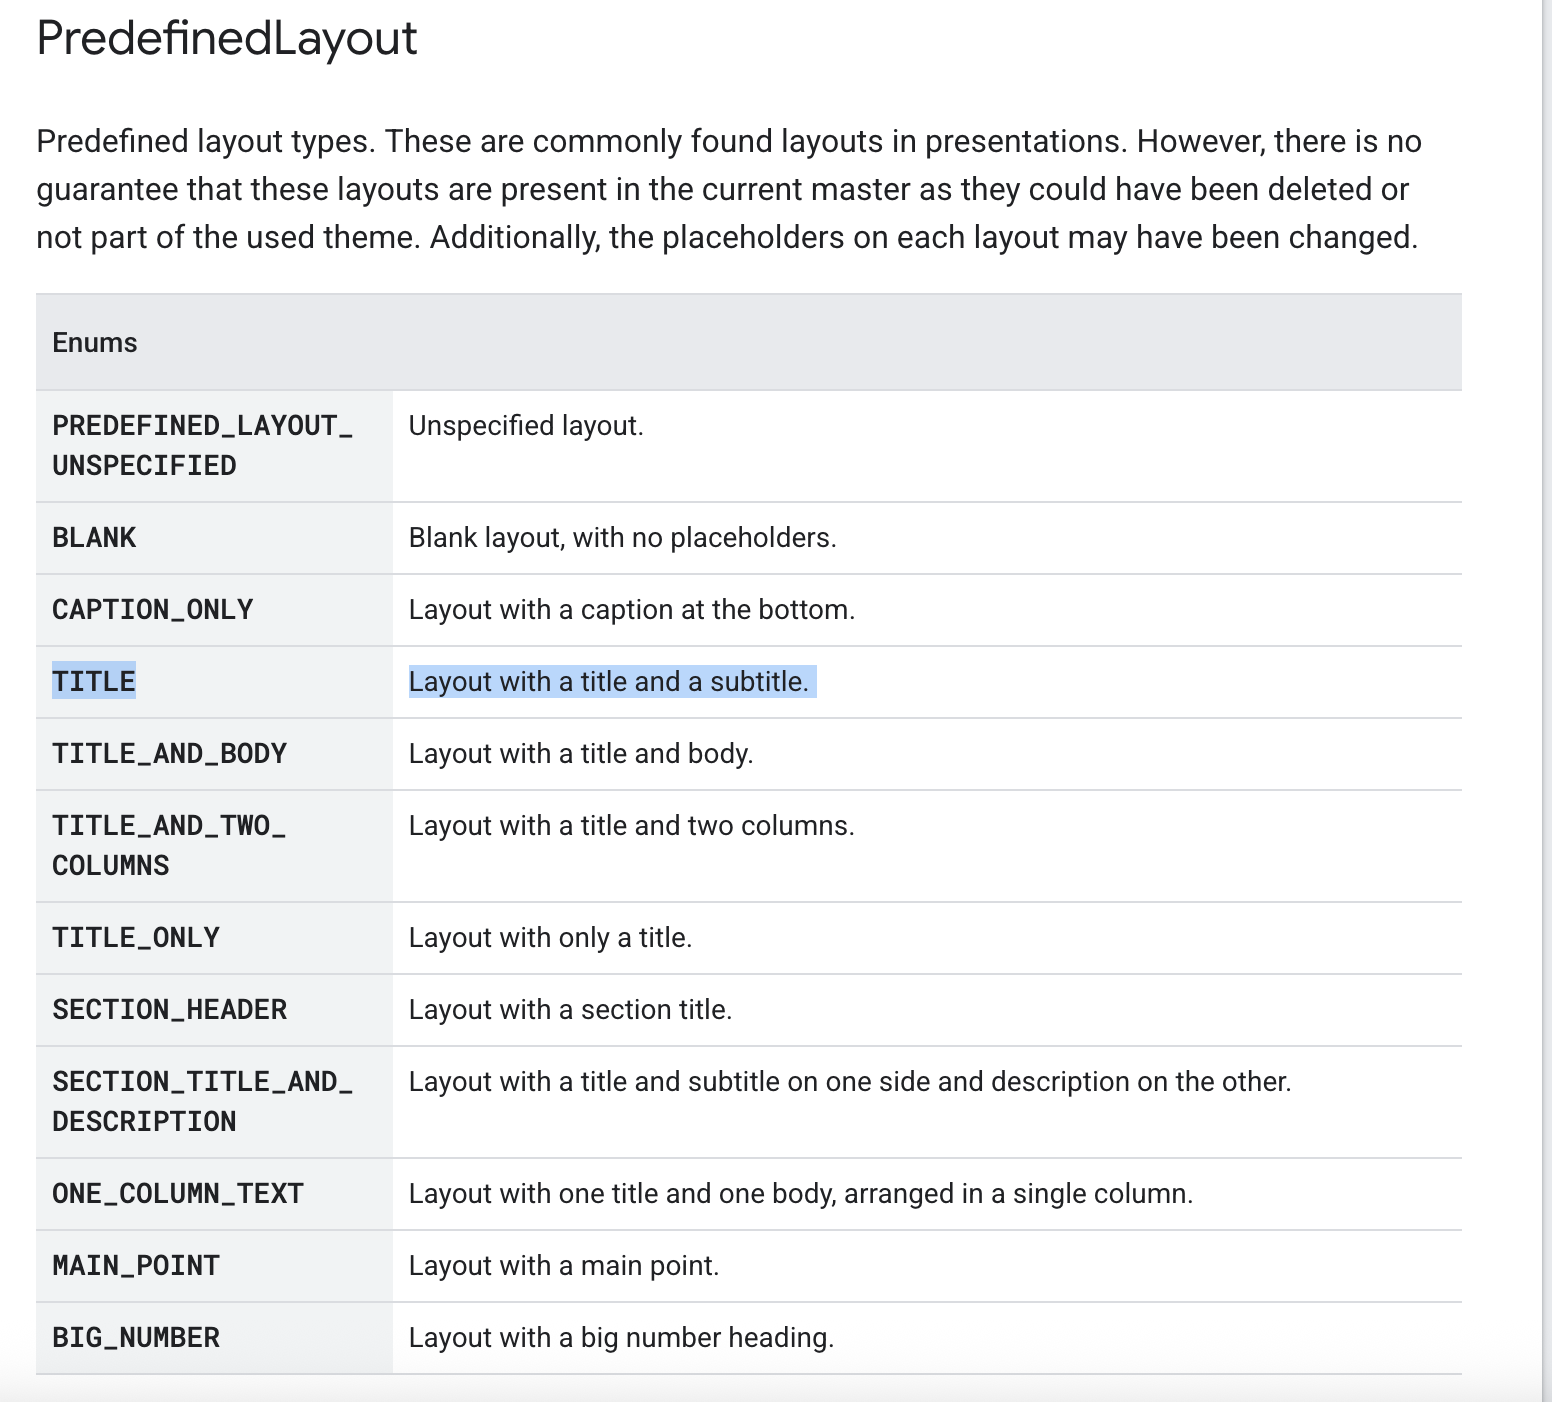 PredefinedLayout
Predefined layout types. These are commonly found layouts in presentations. However, there is no
guarantee that these layouts are present in the current master as they could have been deleted or
not part of the used theme. Additionally, the placeholders on each layout may have been changed.
Enums
PREDEFINED_LAYOUT_
UNSPECIFIED
Unspecified layout.
BLANK
Blank layout, with no placeholders.
CAPTION_ONLY
Layout with a caption at the bottom.
TITLE
Layout with a title and a subtitle.
TITLE_AND_BODY
Layout with a title and body.
TITLE_AND_TWO_
COLUMNS
Layout with a title and two columns.
TITLE_ONLY
Layout with only a title.
SECTION_HEADER
Layout with a section title.
SECTION_TITLE_AND_
DESCRIPTION
Layout with a title and subtitle on one side and description on the other.
ONE_COLUMN_TEXT
Layout with one title and one body, arranged in a single column.
MAIN_POINT
Layout with a main point.
BIG_NUMBER
Layout with a big number heading.